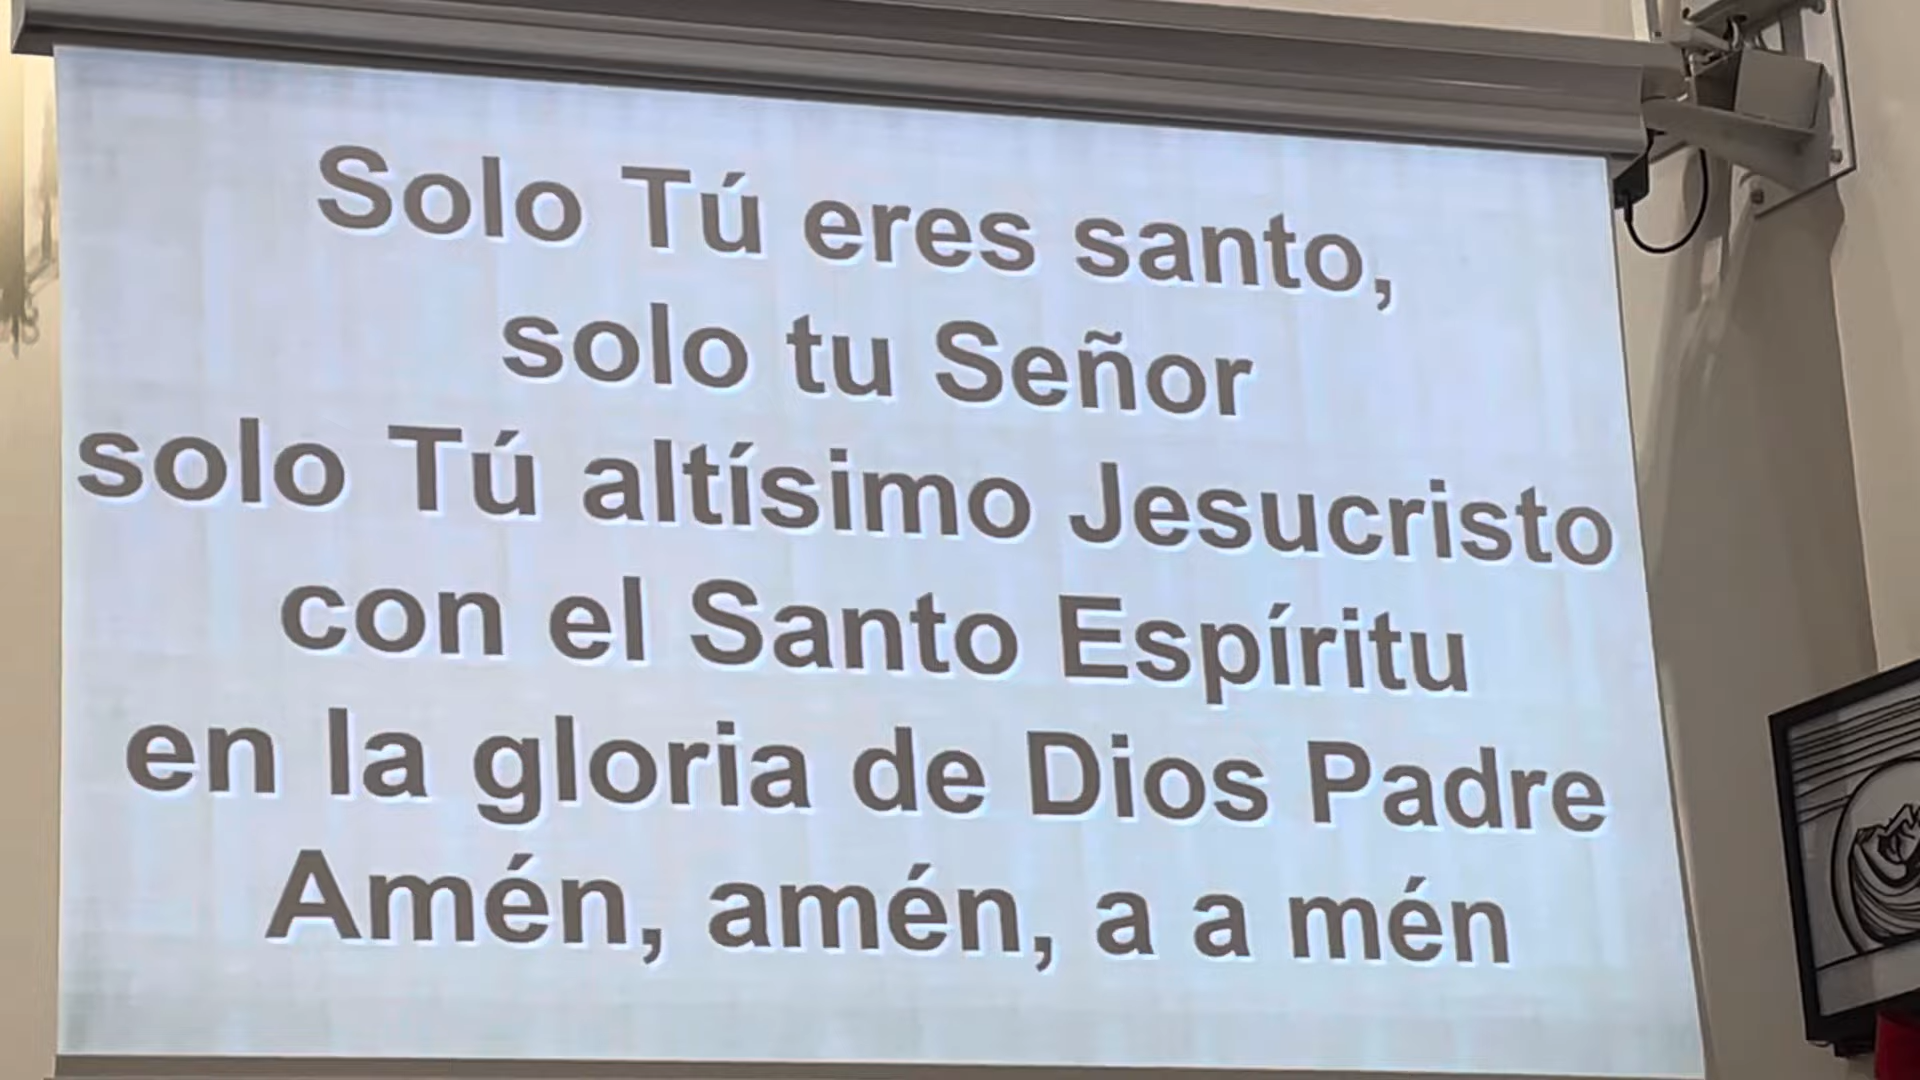 Solo Tú eres santo,
solo tu Señor
solo Tú altísimo Jesucristo
con el Santo Espíritu
en la gloria de Dios Padre
Amén, amén, a a mén